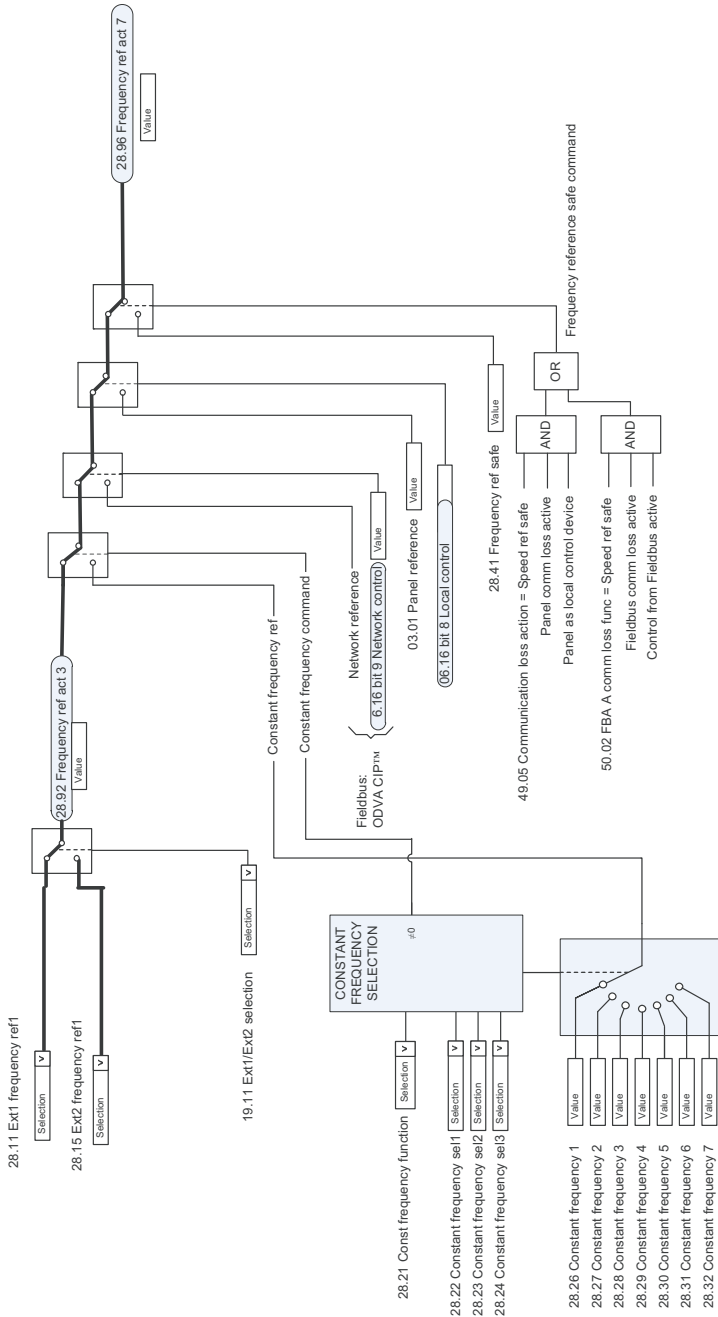 28.11 Ext1 frequency ref1
Selection
v
28.15 Ext2 frequency ref1
Selection
v
19.11 Ext1/Ext2 selection
Selection
v
28.92 Frequency ref act 3
Value
28.96 Frequency ref act 7
Value
28.21 Const frequency function
Selection
v
28.22 Constant frequency sel1
Selection
v
28.23 Constant frequency sel2
Selection
v
28.24 Constant frequency sel3
Selection
v
CONSTANT
FREQUENCY
SELECTION
≠0
28.26 Constant frequency 1
Value
28.27 Constant frequency 2
Value
28.28 Constant frequency 3
Value
28.29 Constant frequency 4
Value
28.30 Constant frequency 5
Value
28.31 Constant frequency 6
Value
28.32 Constant frequency 7
Value
Constant frequency ref
Constant frequency command
Fieldbus:
ODVA CIP™
Network reference
6.16 bit 9 Network control
Value
03.01 Panel reference
Value
06.16 bit 8 Local control
28.41 Frequency ref safe
Value
49.05 Communication loss action = Speed ref safe
Panel comm loss active
Panel as local control device
AND
50.02 FBA A comm loss func = Speed ref safe
Fieldbus comm loss active
Control from Fieldbus active
AND
OR
Frequency reference safe command